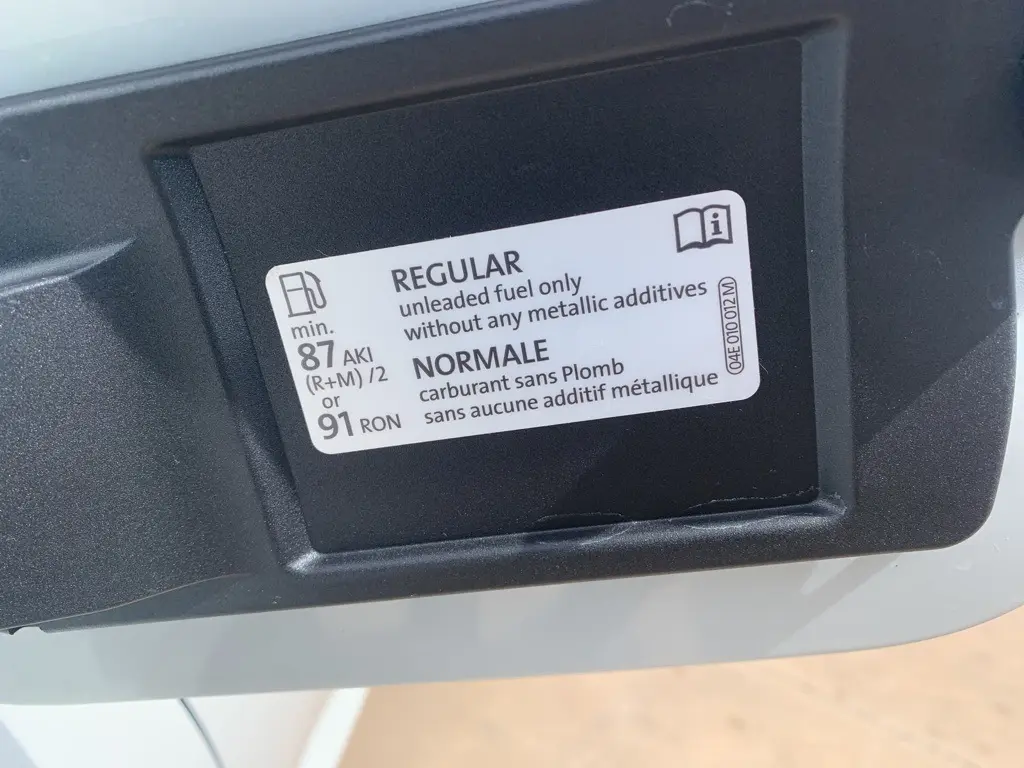 min.
87 AKI
(R+M) /2
or
91 RON
REGULAR
unleaded fuel only
without any metallic additives
NORMALE
carburant sans Plomb
sans aucune additif métallique
i
04E 010 012 M